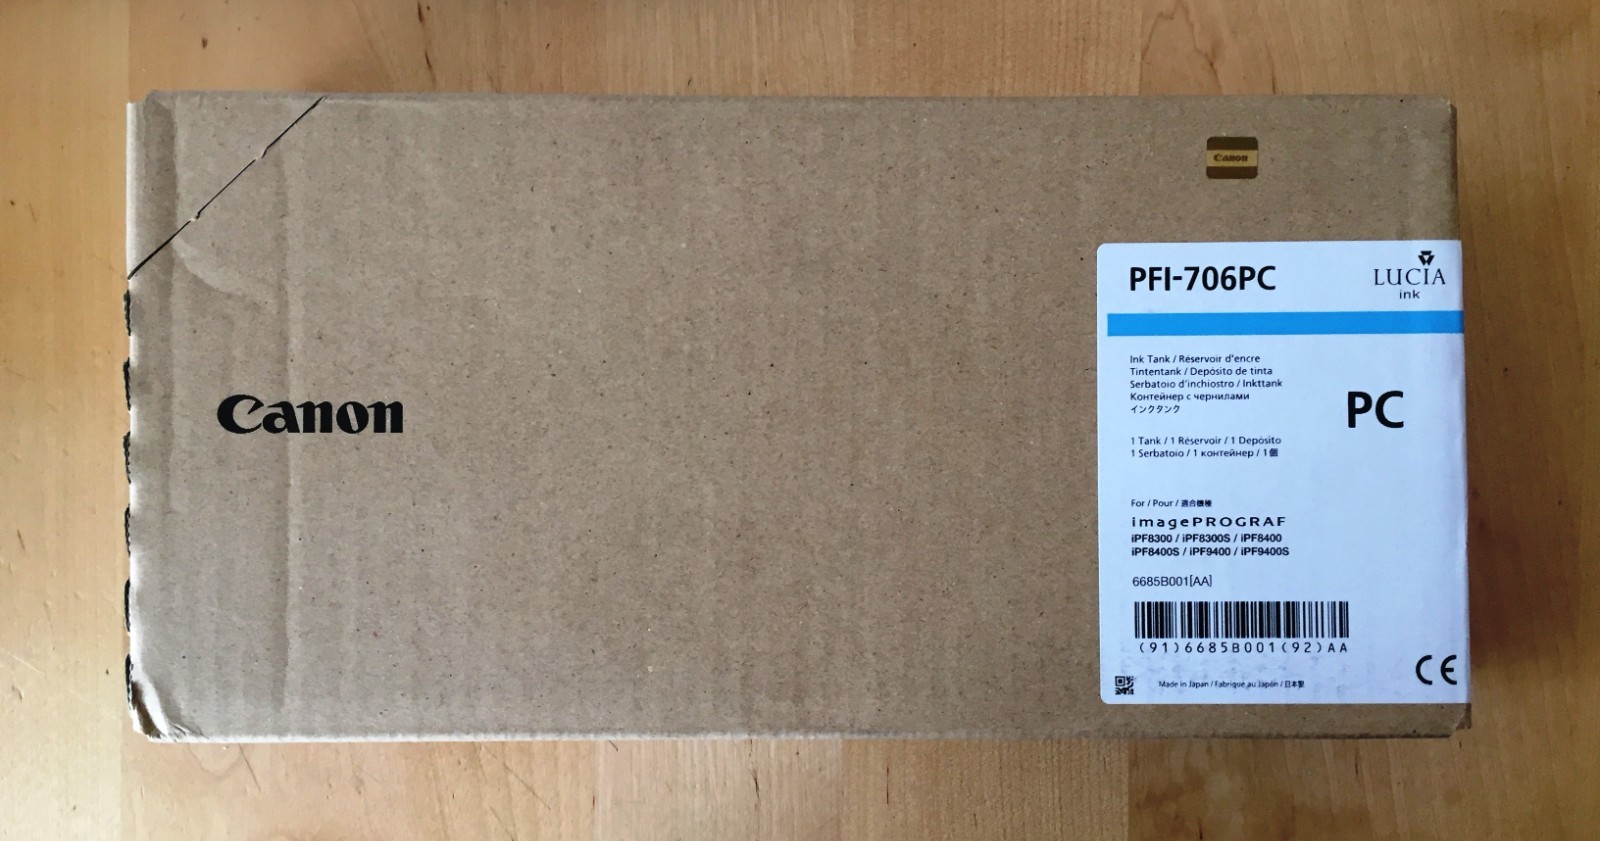 Canon
Canon
PFI-706PC
LUCIA
ink
Ink Tank / Réservoir d'encre
Tintentank / Depósito de tinta
Serbatoio d'inchiostro / Inkttank
Контейнер с чернилами
インクタンク
PC
1 Tank / 1 Réservoir / 1 Depósito
1 Serbatoio / 1 контейнер / 1個
For / Pour / 適合機種
imagePROGRAF
iPF8300 / iPF8300S / iPF8400
iPF8400S / iPF9400 / iPF9400S
6685B001[AA]
(91)6685B001(92)AA
Made in Japan / Fabriqué au Japon / 日本製
CE